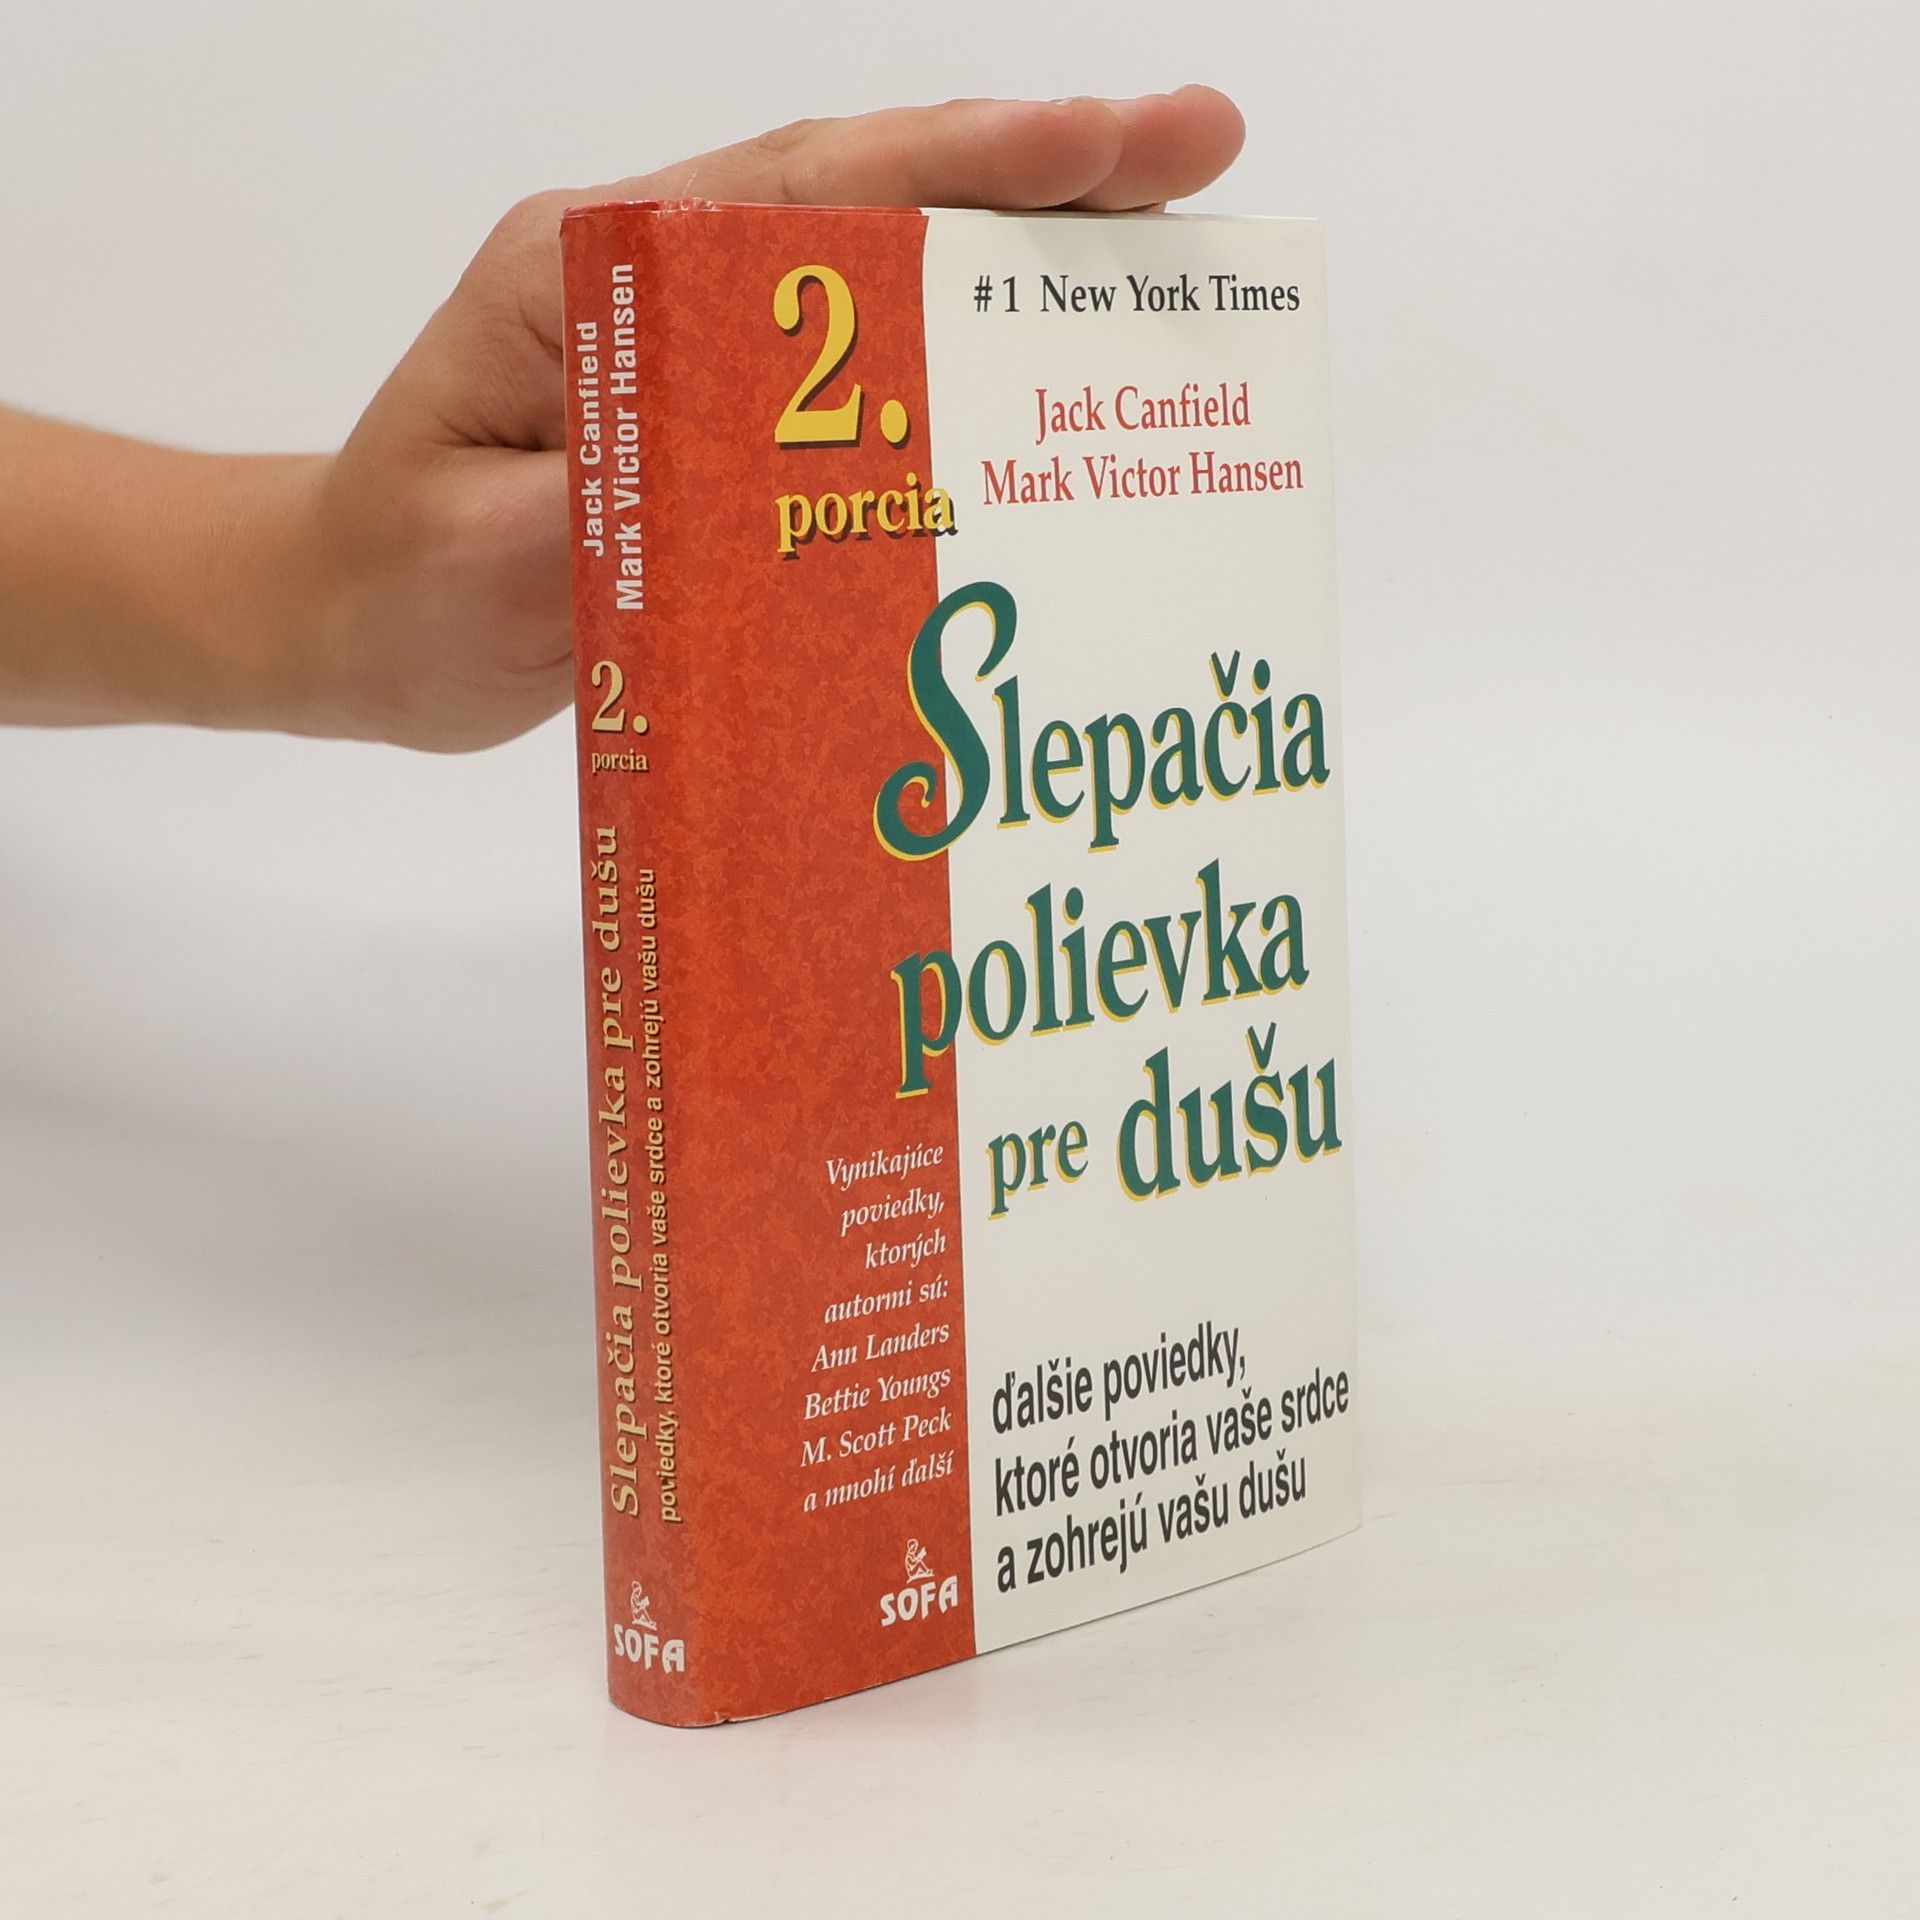 Jack Canfield
Mark Victor Hansen
2.
porcia
Slepačia polievka pre dušu
poviedky, ktoré otvoria vaše srdce a zohrejú vašu dušu
SOFA
2.
porcia
# 1 New York Times
Jack Canfield
Mark Victor Hansen
Slepačia
polievka
pre dušu
Vynikajúce
poviedky,
ktorých
autormi sú:
Ann Landers
Bettie Youngs
M. Scott Peck
a mnohí ďalší
SOFA
ďalšie poviedky,
ktoré otvoria vaše srdce
a zohrejú vašu dušu